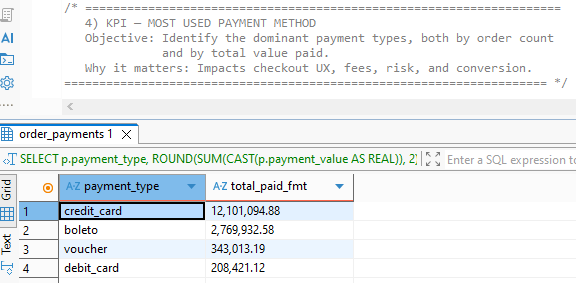 /* =====================================================
4) KPI — MOST USED PAYMENT METHOD
Objective: Identify the dominant payment types, both by order count
and by total value paid.
Why it matters: Impacts checkout UX, fees, risk, and conversion.
===================================================================== */
AI
order_payments 1
SELECT p.payment_type, ROUND(SUM(CAST(p.payment_value AS REAL)), 2)
Enter a SQL expression to
Grid
Text
A-Z payment_type A-Z total_paid_fmt
1 credit_card 12,101,094.88
2 boleto 2,769,932.58
3 voucher 343,013.19
4 debit_card 208,421.12